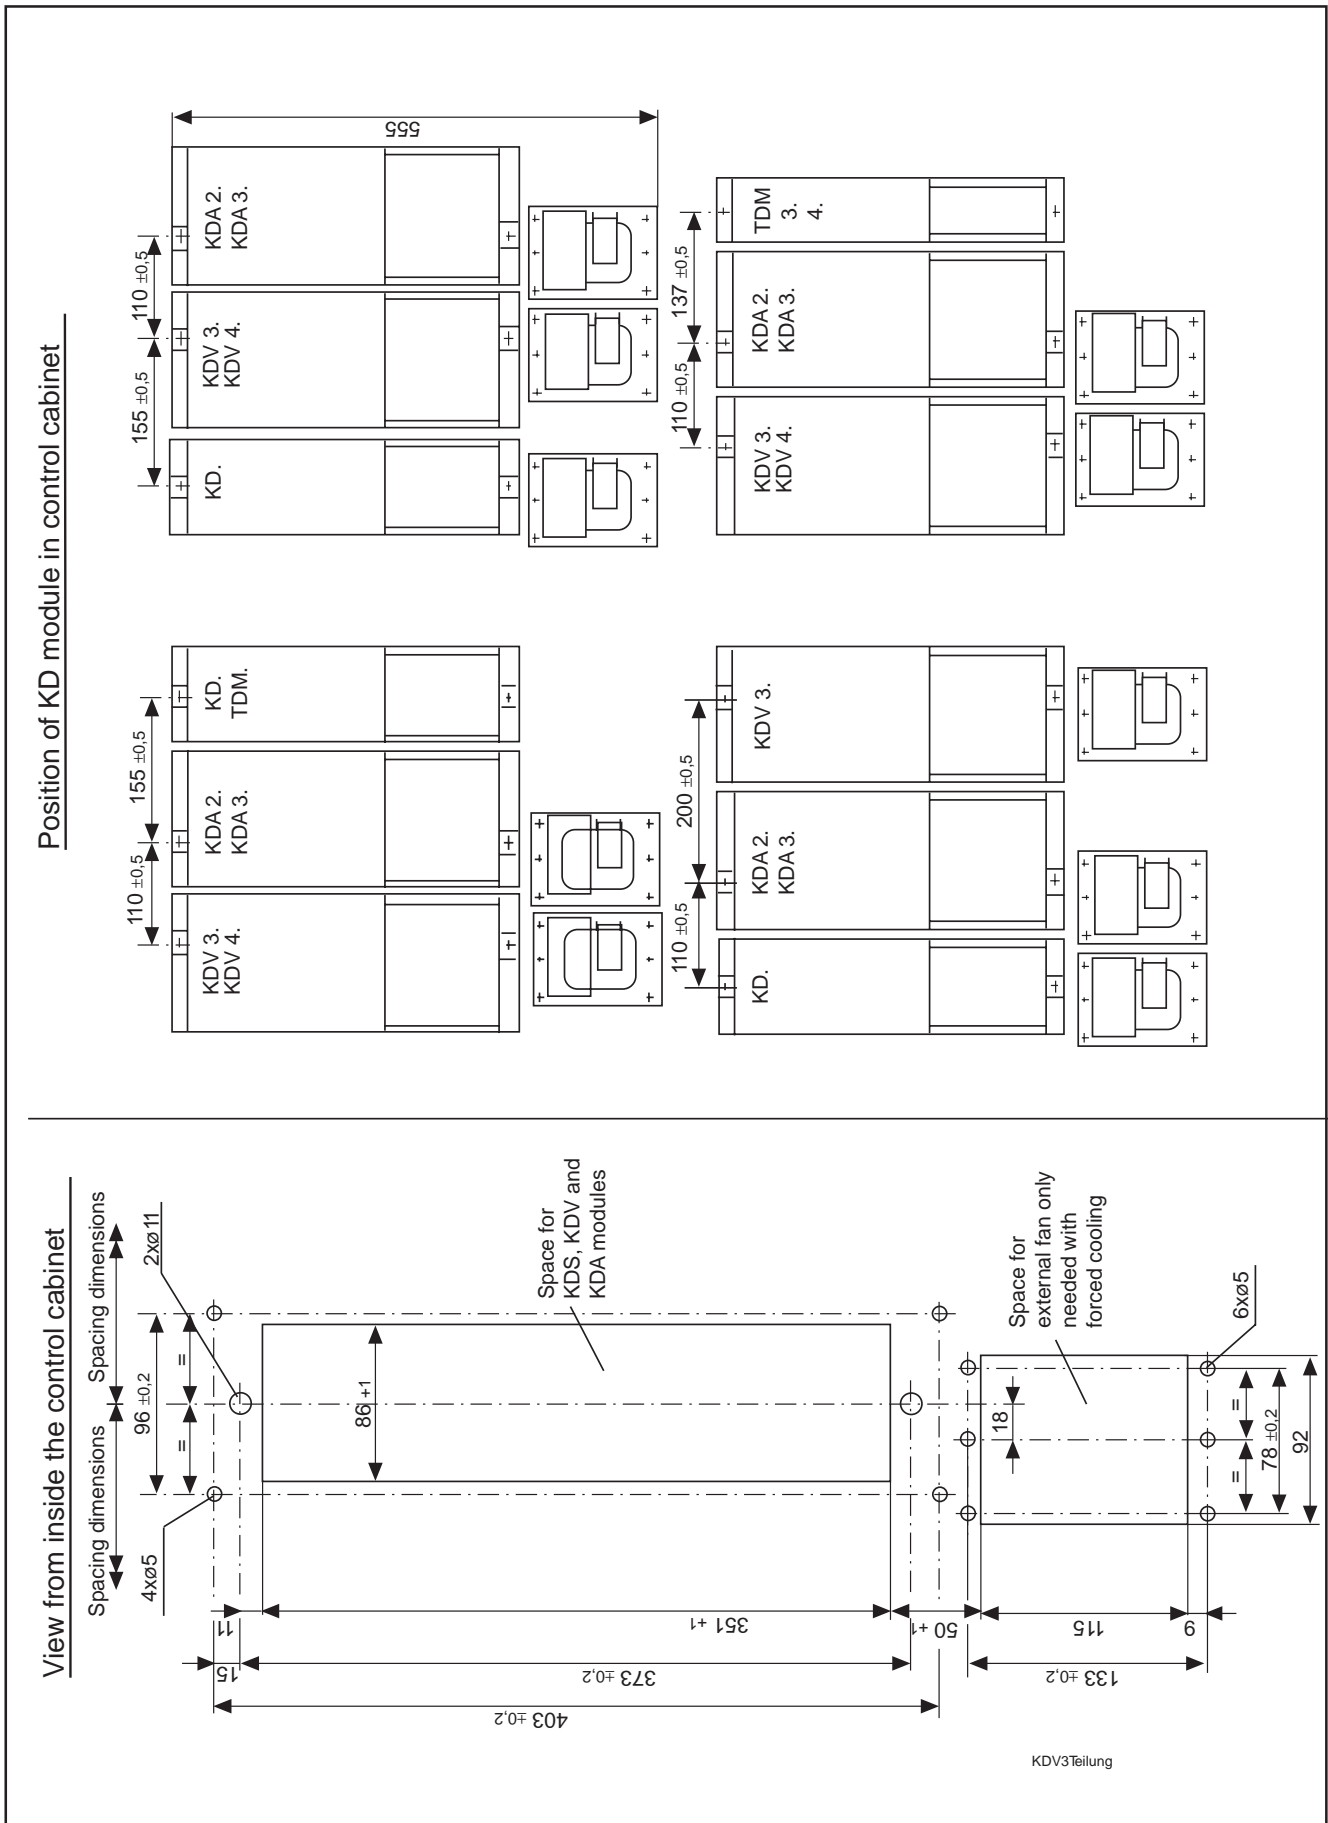 View from inside the control cabinet
Spacing dimensions
Spacing dimensions
4xø5
96 ±0,2
2xø11
=
=
11
15
86 +1
Space for
KDS, KDV and
KDA modules
351 +1
373 ±0,2
403 ±0,2
50 +1
18
Space for
external fan only
needed with
forced cooling
115
133 ±0,2
9
=
=
78 ±0,2
92
6xø5
KDV3Teilung
Position of KD module in control cabinet
110 ±0,5
155 ±0,5
KDV 3.
KDV 4.
KDA 2.
KDA 3.
KD.
TDM.
155 ±0,5
110 ±0,5
555
KD.
KDV 3.
KDV 4.
KDA 2.
KDA 3.
110 ±0,5
200 ±0,5
KD.
KDA 2.
KDA 3.
KDV 3.
110 ±0,5
137 ±0,5
KDV 3.
KDV 4.
KDA 2.
KDA 3.
TDM
3.
4.